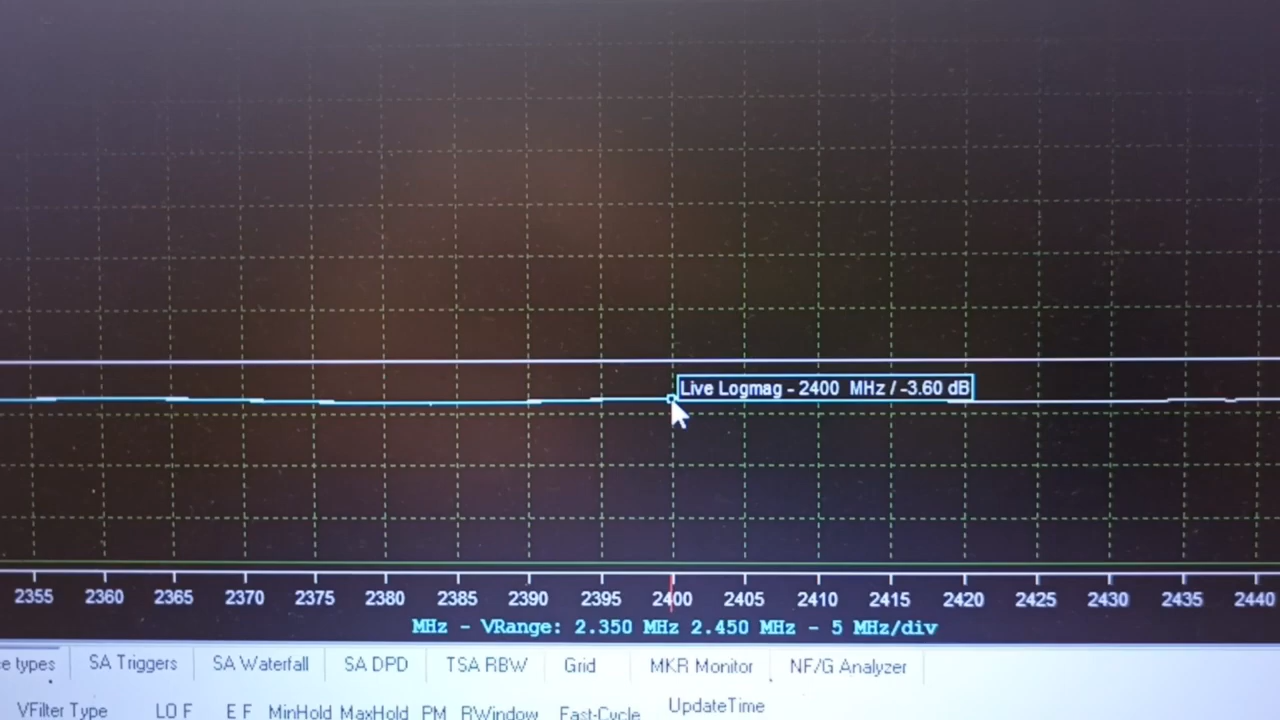 Live Logmag - 2400 MHz / -3.60 dB
2355 2360 2365 2370 2375 2380 2385 2390 2395 2400 2405 2410 2415 2420 2425 2430 2435 2440
MHz - VRange: 2.350 MHz 2.450 MHz - 5 MHz/div
e types SA Triggers SA Waterfall SA DPD TSA RBW Grid MKR Monitor NF/G Analyzer
VFilter Type LO F E F MinHold MaxHold PM RWindow Fast-Cycle UpdateTime